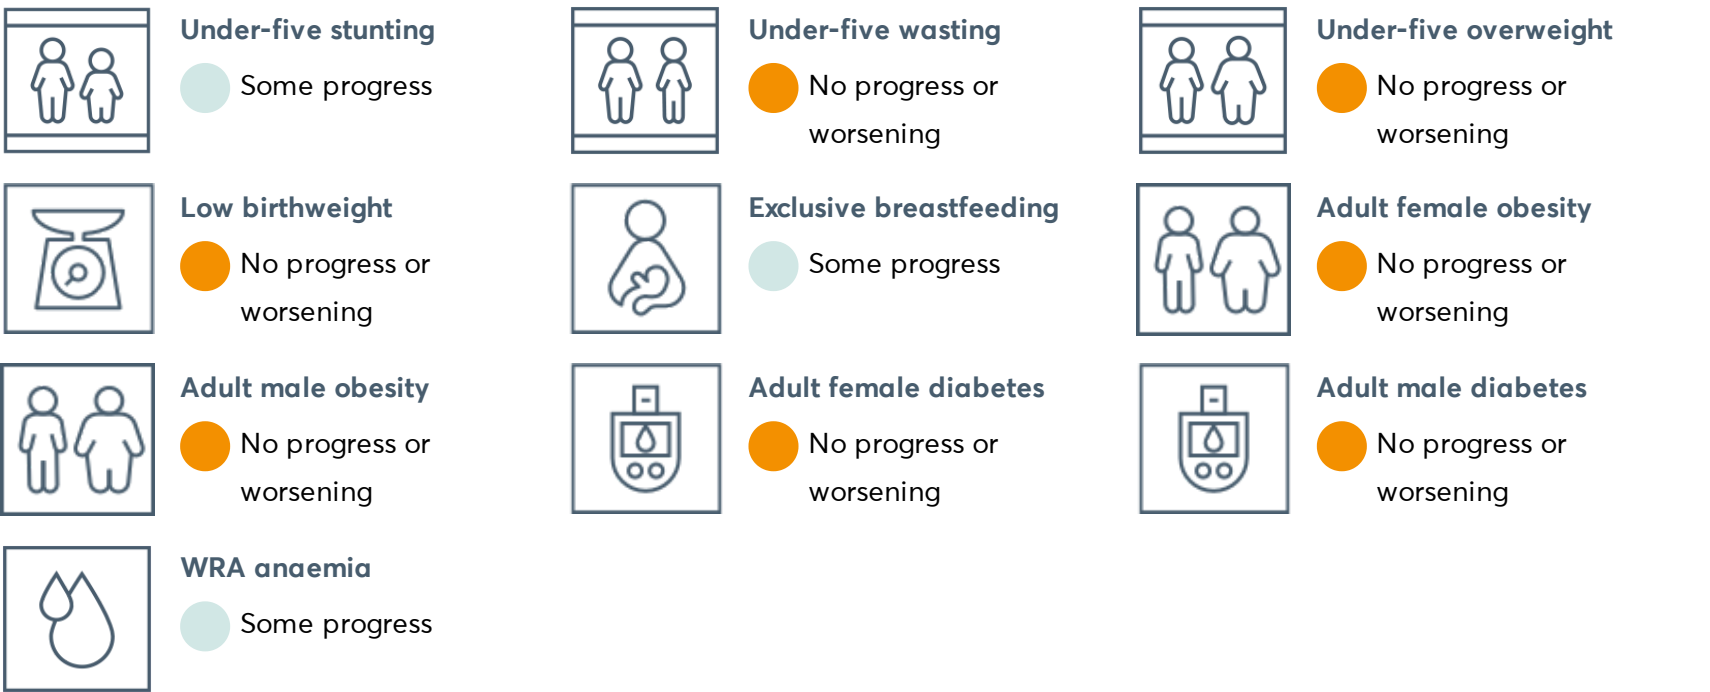 Under-five stunting
Some progress
Under-five wasting
No progress or
worsening
Under-five overweight
No progress or
worsening
Low birthweight
No progress or
worsening
Exclusive breastfeeding
Some progress
Adult female obesity
No progress or
worsening
Adult male obesity
No progress or
worsening
Adult female diabetes
No progress or
worsening
Adult male diabetes
No progress or
worsening
WRA anaemia
Some progress